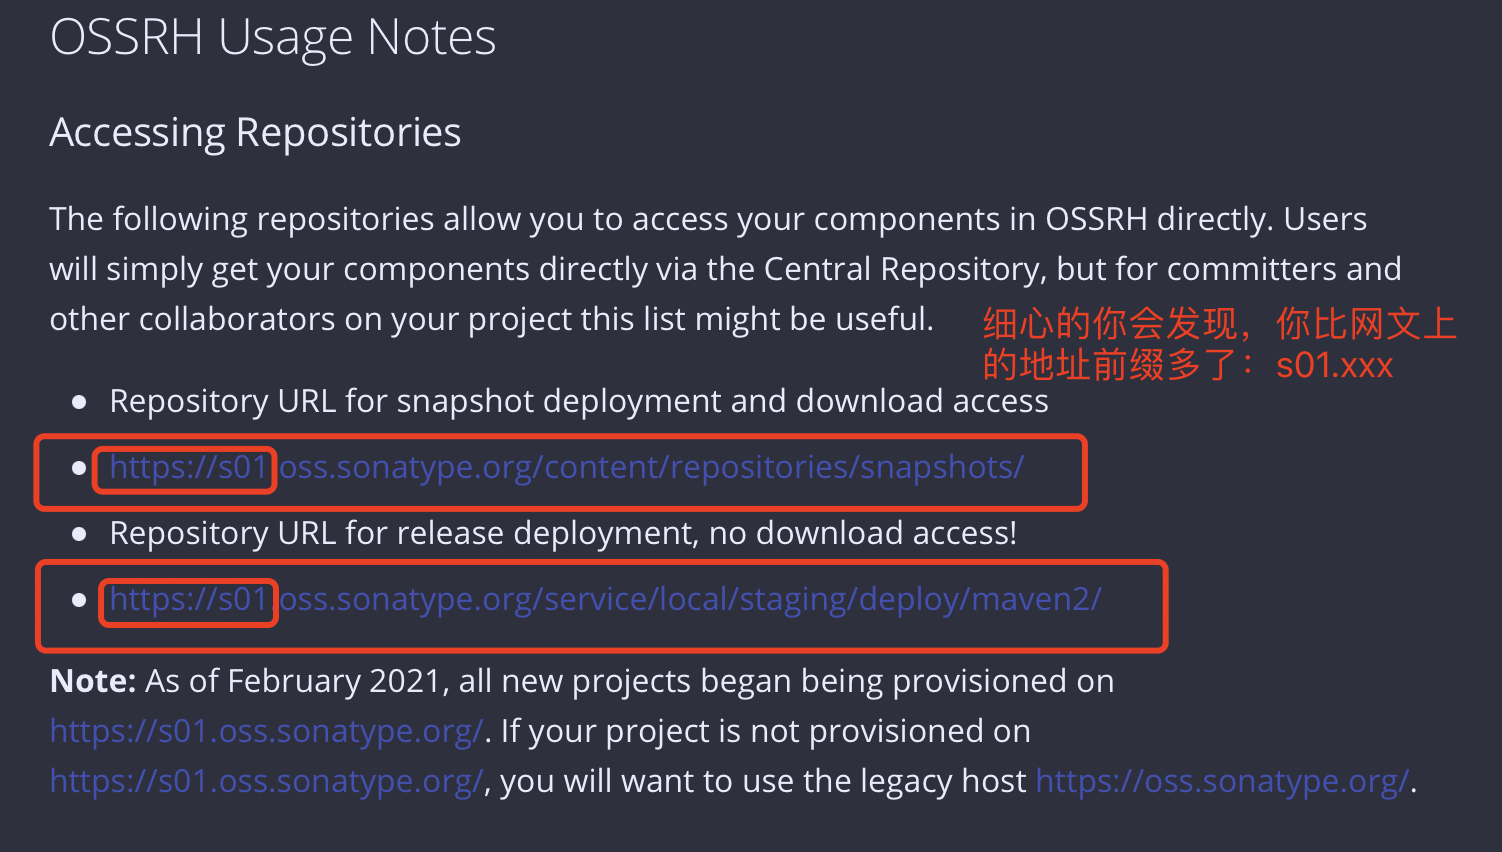 OSSRH Usage Notes
Accessing Repositories
The following repositories allow you to access your components in OSSRH directly. Users
will simply get your components directly via the Central Repository, but for committers and
other collaborators on your project this list might be useful.
细心的你会发现，你比网文上
的地址前缀多了：s01.xxx
Repository URL for snapshot deployment and download access
https://s01.oss.sonatype.org/content/repositories/snapshots/
Repository URL for release deployment, no download access!
https://s01.oss.sonatype.org/service/local/staging/deploy/maven2/
Note: As of February 2021, all new projects began being provisioned on
https://s01.oss.sonatype.org/. If your project is not provisioned on
https://s01.oss.sonatype.org/, you will want to use the legacy host https://oss.sonatype.org/.